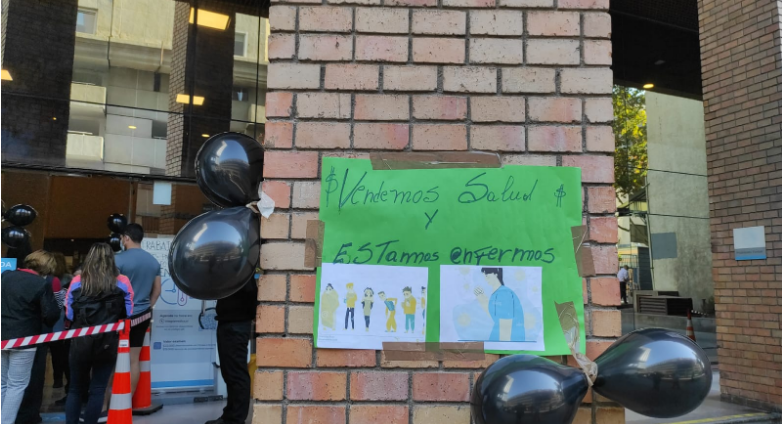 $ Vendemos Salud $
Y
ESTamos enfermos